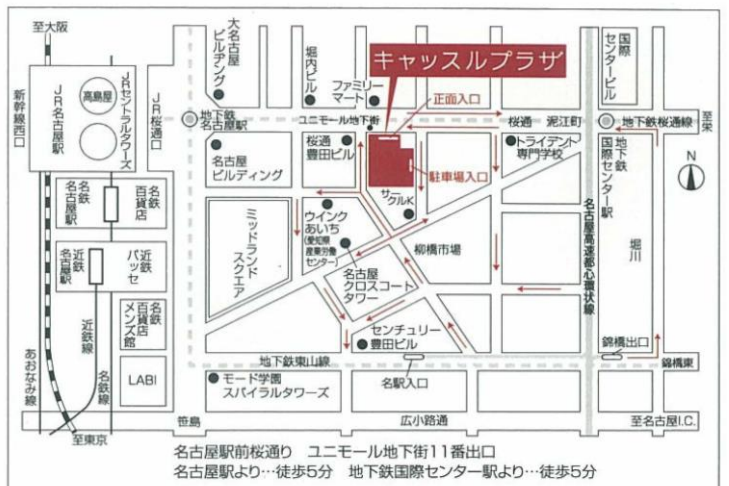 至大阪
新幹線西口
JR名古屋駅
高島屋
JRセントラルタワーズ
JR桜通口
地下鉄
名古屋駅
大名古屋
ビルヂング
堀内ビル
ファミリー
マート
キャッスルプラザ
正面入口
国際
センタービル
ユニモール地下街
桜通
泥江町
地下鉄桜通線
至栄
名古屋
ビルディング
桜通
豊田ビル
駐車場入口
トライデント
専門学校
地下鉄
国際センター駅
N
名鉄
名古屋駅
名鉄
百貨店
サークルK
ミッドランド
スクエア
ウインク
あいち
(愛知県
産業労働
センター)
柳橋市場
名古屋高速都心環状線
堀川
近鉄
名古屋駅
近鉄
パッセ
名古屋
クロスコート
タワー
名鉄
百貨店
メンズ館
近鉄線
名鉄線
あおなみ線
センチュリー
豊田ビル
錦橋出口
地下鉄東山線
名駅入口
錦橋東
LABI
モード学園
スパイラルタワーズ
笹島
広小路通
至名古屋I.C.
至東京
名古屋駅前桜通り ユニモール地下街11番出口
名古屋駅より…徒歩5分 地下鉄国際センター駅より…徒歩5分